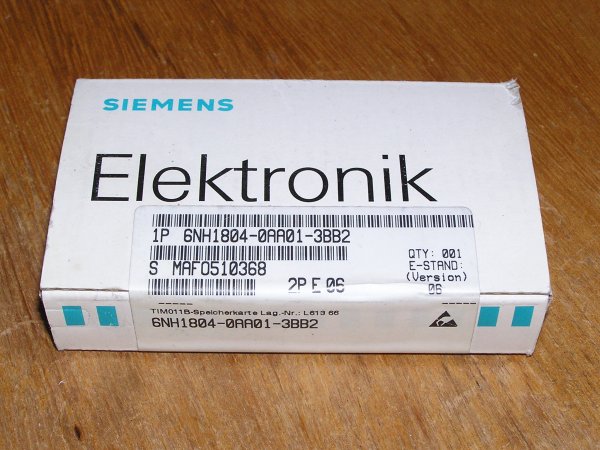 SIEMENS
Elektronik
1P 6NH1804-0AA01-3BB2
S MAF0510368
2P E 06
QTY: 001
E-STAND:
(Version)
06
TIM011B-Speicherkarte Lag.-Nr.: L613 66
6NH1804-0AA01-3BB2